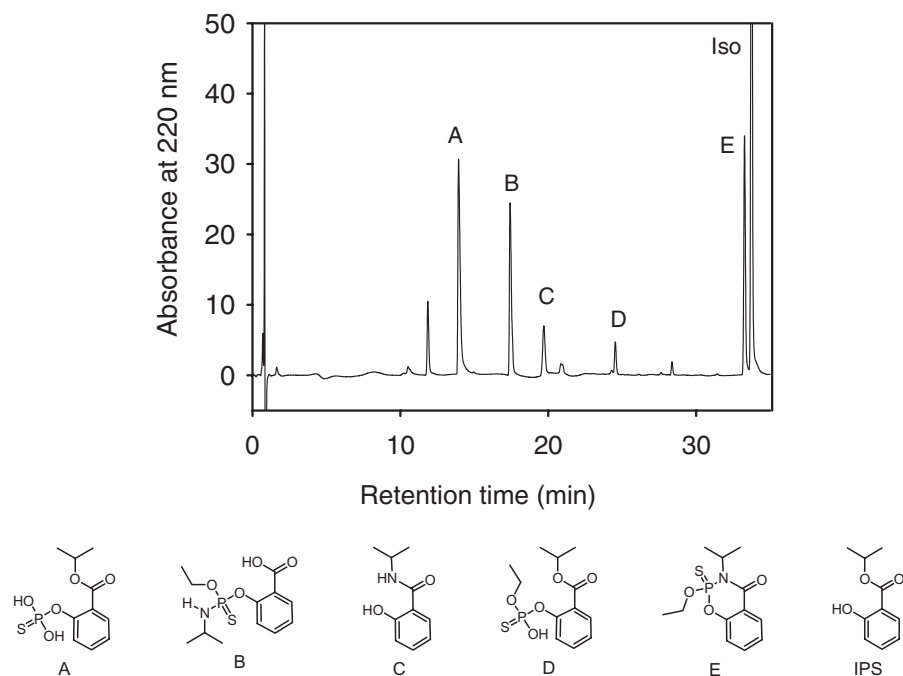 50
40
30
20
10
0
Absorbance at 220 nm
Iso
A
B
C
D
E
0 10 20 30
Retention time (min)
HO P O O O S OH
A
O O HO O H N P O S
B
HN O HO
C
O O O O P O S OH
D
S P N O O O
E
O O HO
IPS